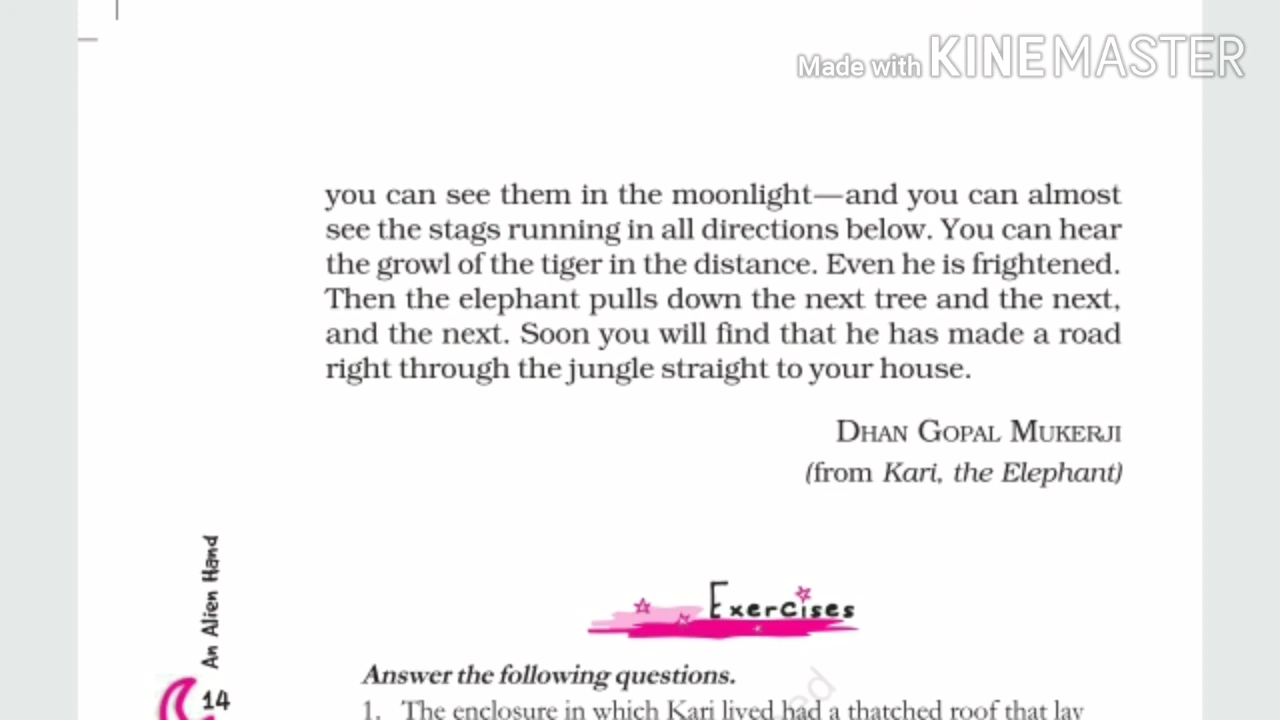 Made with KINEMASTER
you can see them in the moonlight—and you can almost
see the stags running in all directions below. You can hear
the growl of the tiger in the distance. Even he is frightened.
Then the elephant pulls down the next tree and the next,
and the next. Soon you will find that he has made a road
right through the jungle straight to your house.
DHAN GOPAL MUKERJI
(from Kari, the Elephant)
Exercises
Answer the following questions.
1. The enclosure in which Kari lived had a thatched roof that lay
An Alien Hand
14